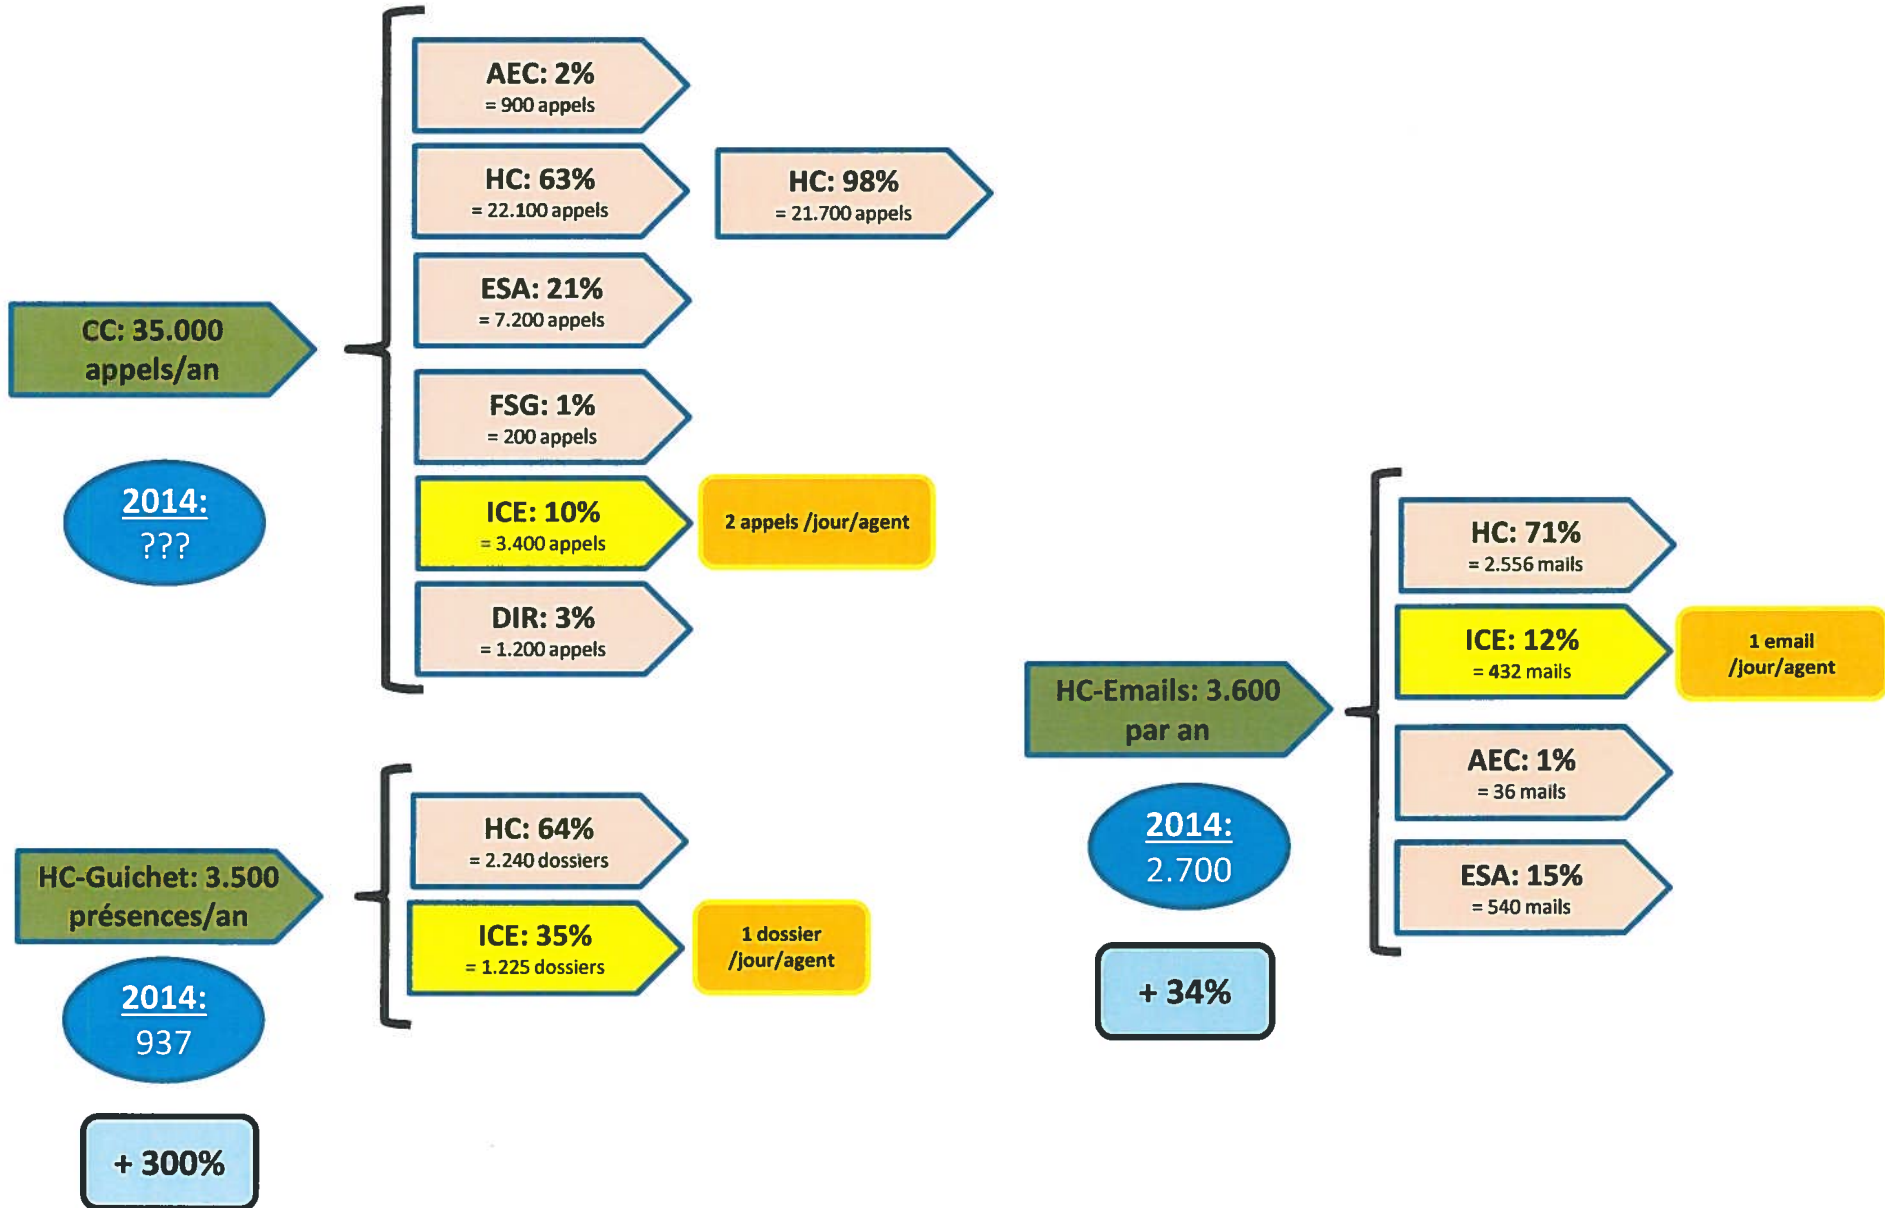 CC: 35.000
appels/an
2014:
???
AEC: 2%
= 900 appels
HC: 63%
= 22.100 appels
HC: 98%
= 21.700 appels
ESA: 21%
= 7.200 appels
FSG: 1%
= 200 appels
ICE: 10%
= 3.400 appels
2 appels /jour/agent
DIR: 3%
= 1.200 appels
HC-Guichet: 3.500
présences/an
2014:
937
+ 300%
HC: 64%
= 2.240 dossiers
ICE: 35%
= 1.225 dossiers
1 dossier
/jour/agent
HC-Emails: 3.600
par an
2014:
2.700
+ 34%
HC: 71%
= 2.556 mails
ICE: 12%
= 432 mails
1 email
/jour/agent
AEC: 1%
= 36 mails
ESA: 15%
= 540 mails